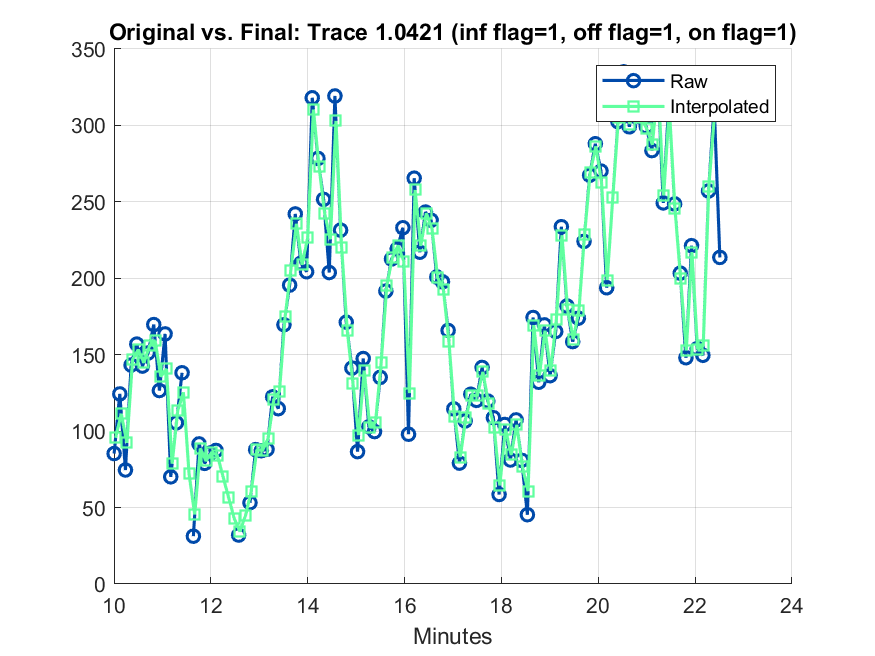 Original vs. Final: Trace 1.0421 (inf flag=1, off flag=1, on flag=1)
350
300
250
200
150
100
50
0
Raw
Interpolated
10 12 14 16 18 20 22 24
Minutes